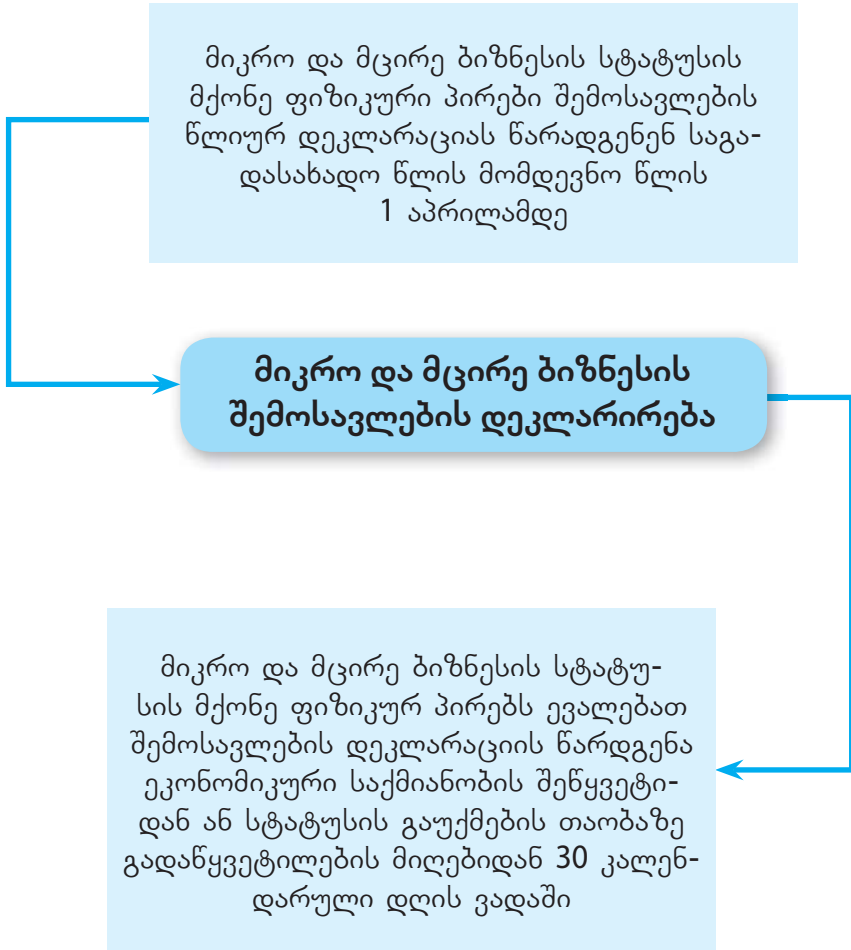 მიკრო და მცირე ბიზნესის სტატუსის
მქონე ფიზიკური პირები შემოსავლების
წლიურ დეკლარაციას წარადგენენ საგა-
დასახადო წლის მომდევნო წლის
1 აპრილამდე
მიკრო და მცირე ბიზნესის
შემოსავლების დეკლარირება
მიკრო და მცირე ბიზნესის სტატუ-
სის მქონე ფიზიკურ პირებს ევალებათ
შემოსავლების დეკლარაციის წარდგენა
ეკონომიკური საქმიანობის შეწყვეტი-
დან ან სტატუსის გაუქმების თაობაზე
გადაწყვეტილების მიღებიდან 30 კალენ-
დარული დღის ვადაში